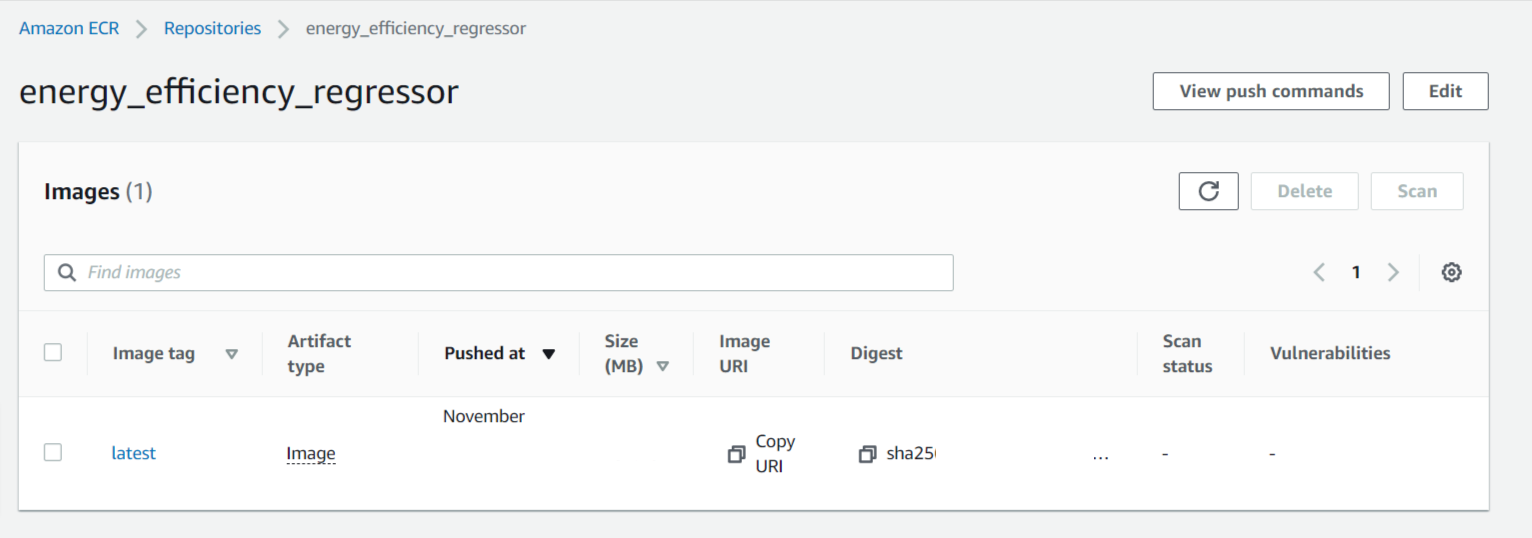 Amazon ECR Repositories energy_efficiency_regressor
energy_efficiency_regressor
View push commands Edit
Images (1)
Delete Scan
Find images
1
Image tag Artifact type Pushed at Size (MB) Image URI Digest Scan status Vulnerabilities
November
latest Image Copy URI sha25 ... - -